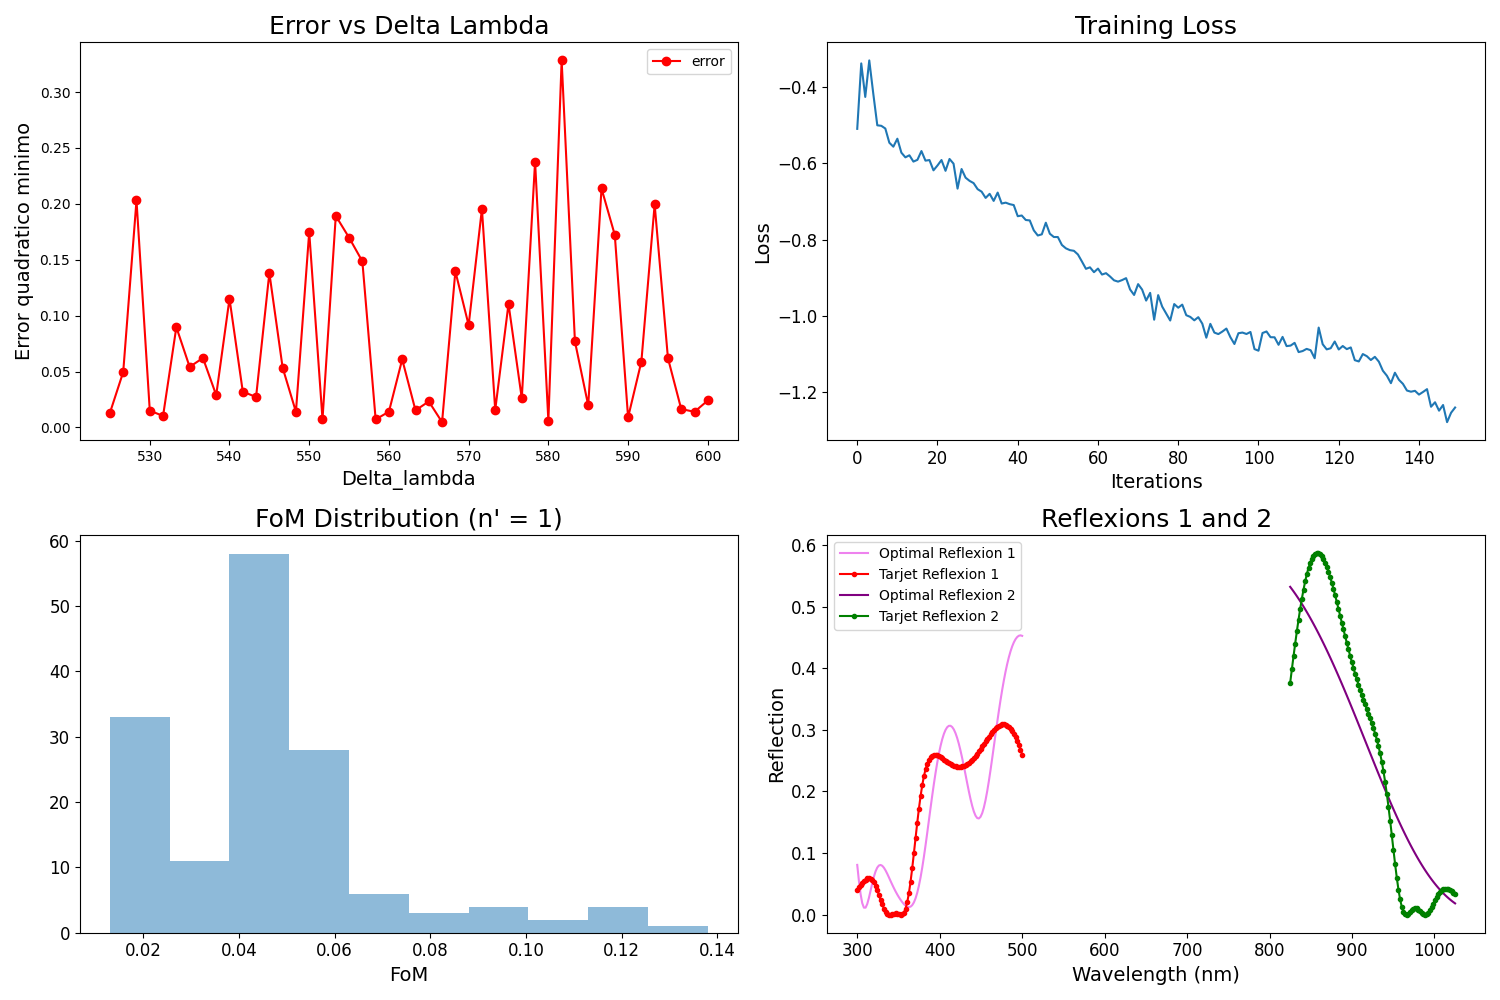 Error vs Delta Lambda
Error quadratico minimo
0.30
0.25
0.20
0.15
0.10
0.05
0.00
error
530 540 550 560 570 580 590 600
Delta_lambda
Training Loss
Loss
−0.4
−0.6
−0.8
−1.0
−1.2
0 20 40 60 80 100 120 140
Iterations
FoM Distribution (n' = 1)
60
50
40
30
20
10
0
0.02 0.04 0.06 0.08 0.10 0.12 0.14
FoM
Reflexions 1 and 2
Reflection
0.6
0.5
0.4
0.3
0.2
0.1
0.0
Optimal Reflexion 1
Tarjet Reflexion 1
Optimal Reflexion 2
Tarjet Reflexion 2
300 400 500 600 700 800 900 1000
Wavelength (nm)